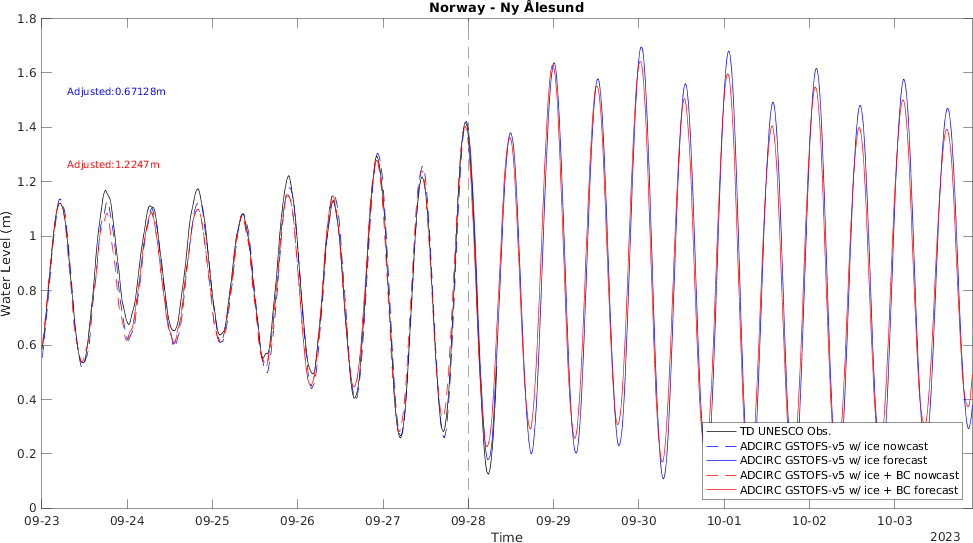 Norway - Ny Ålesund
1.8
1.6
1.4
1.2
1
0.8
0.6
0.4
0.2
0
Water Level (m)
Adjusted:0.67128m
Adjusted:1.2247m
TD UNESCO Obs.
ADCIRC GSTOFS-v5 w/ ice nowcast
ADCIRC GSTOFS-v5 w/ ice forecast
ADCIRC GSTOFS-v5 w/ ice + BC nowcast
ADCIRC GSTOFS-v5 w/ ice + BC forecast
09-23 09-24 09-25 09-26 09-27 09-28 09-29 09-30 10-01 10-02 10-03
Time
2023